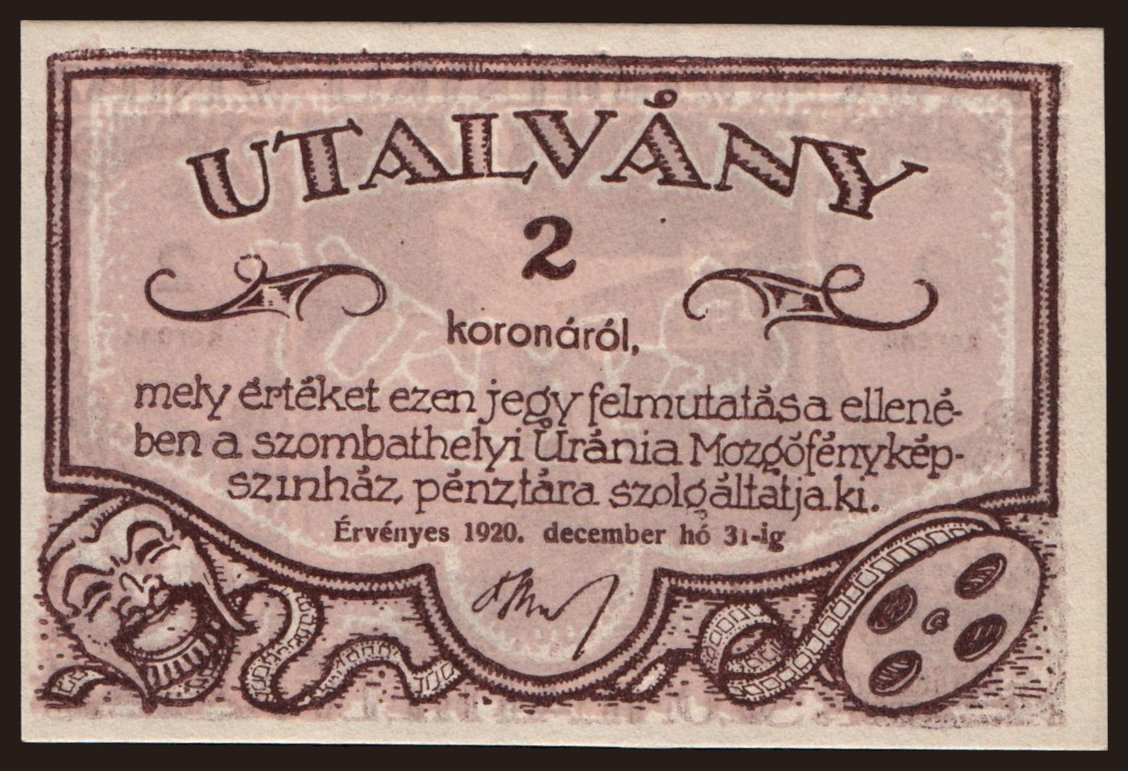 UTALVÁNY
2
koronáról,
mely értéket ezen jegy felmutatása ellené-
ben a szombathelyi Uránia Mozgófénykép-
szinház pénztára szolgáltatja ki.
Érvényes 1920. december hó 31-ig